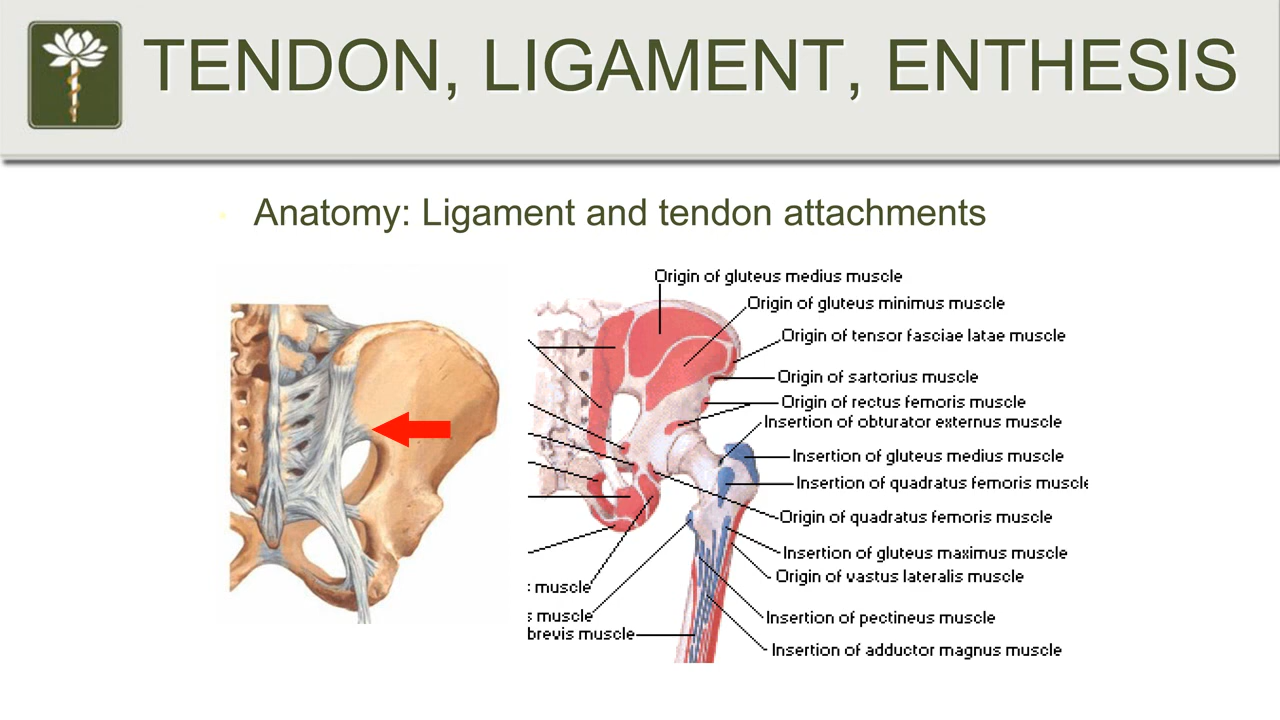 TENDON, LIGAMENT, ENTHESIS
Anatomy: Ligament and tendon attachments
Origin of gluteus medius muscle
Origin of gluteus minimus muscle
Origin of tensor fasciae latae muscle
Origin of sartorius muscle
Origin of rectus femoris muscle
Insertion of obturator externus muscle
Insertion of gluteus medius muscle
Insertion of quadratus femoris muscle
Origin of quadratus femoris muscle
Insertion of gluteus maximus muscle
Origin of vastus lateralis muscle
muscle
s muscle
brevis muscle
Insertion of pectineus muscle
Insertion of adductor magnus muscle